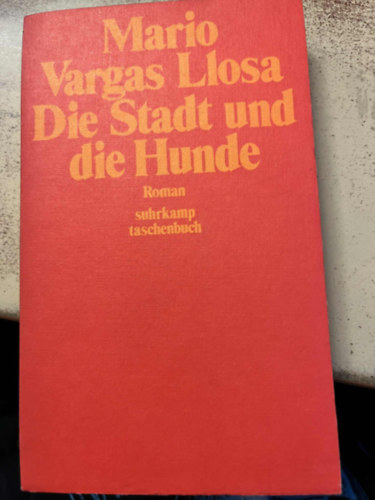 Mario
Vargas Llosa
Die Stadt und
die Hunde
Roman
suhrkamp
taschenbuch